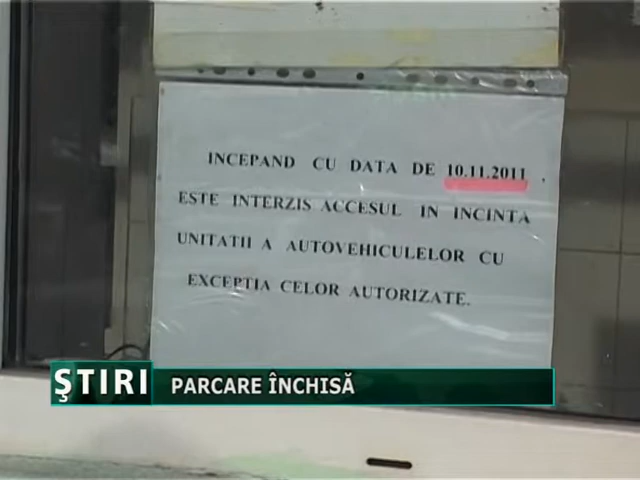 INCEPAND CU DATA DE 10.11.2011 .
ESTE INTERZIS ACCESUL IN INCINTA
UNITATII A AUTOVEHICULELOR CU
EXCEPTIA CELOR AUTORIZATE.
ŞTIRI PARCARE ÎNCHISĂ